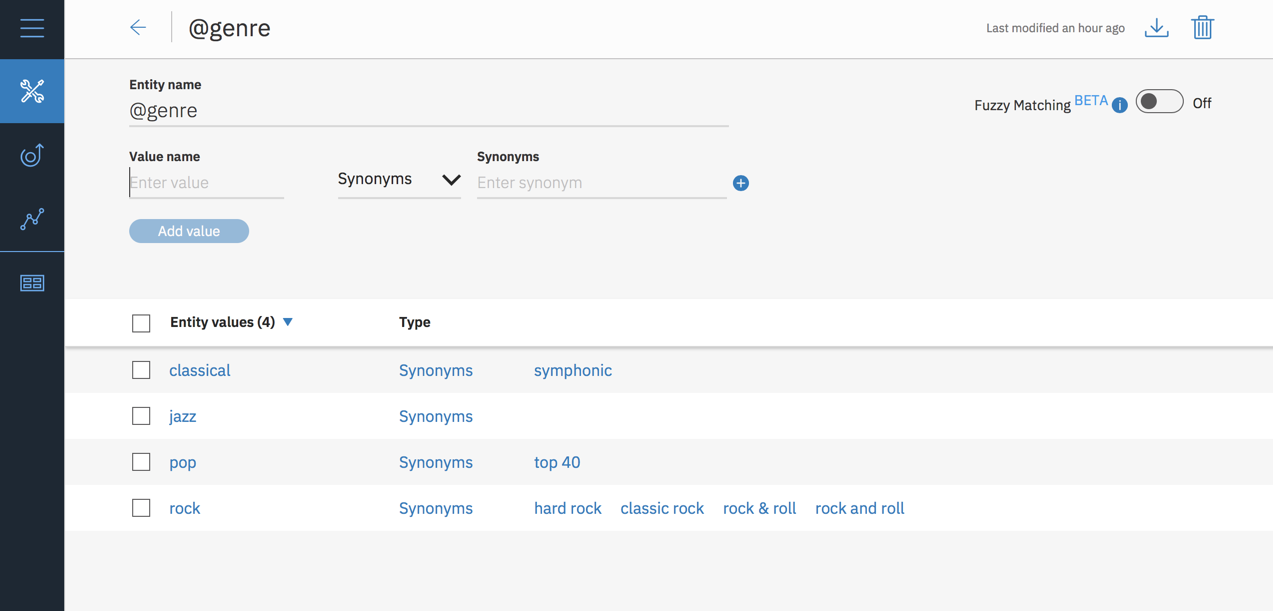 @genre
Last modified an hour ago
Entity name
@genre
Fuzzy Matching BETA i Off
Value name
Synonyms
Enter value
Synonyms
Enter synonym
Add value
Entity values (4) Type
classical Synonyms symphonic
jazz Synonyms
pop Synonyms top 40
rock Synonyms hard rock classic rock rock & roll rock and roll